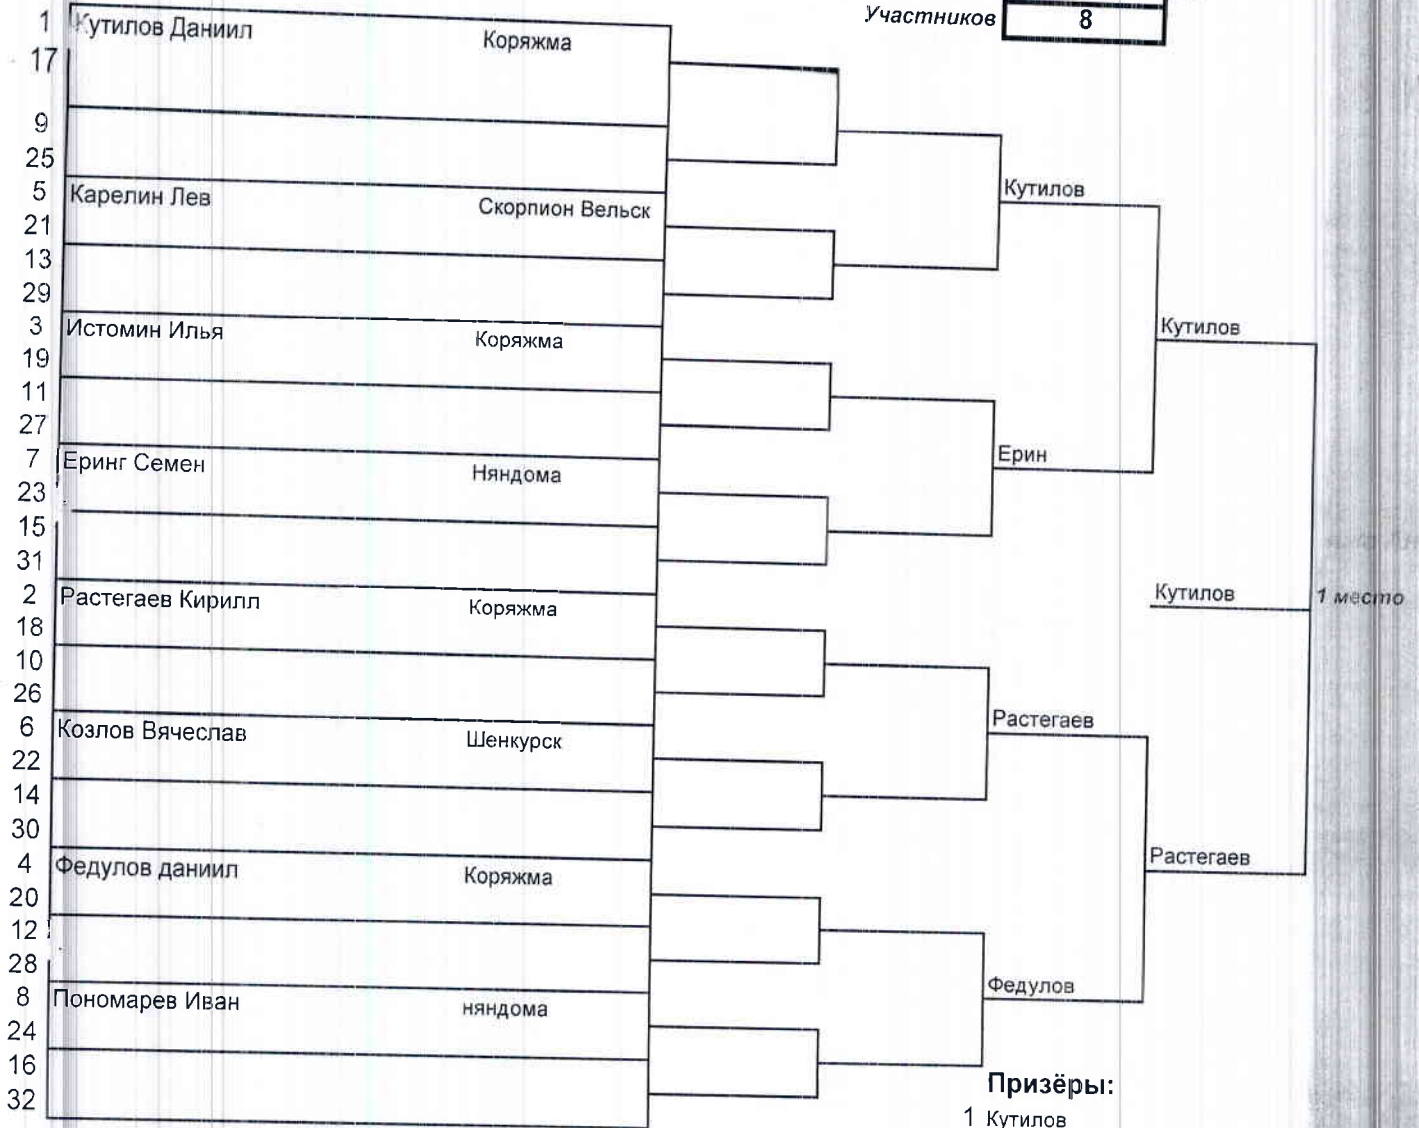 Участников 8
1 Кутилов Даниил Коряжма
17
9
25
5 Карелин Лев Скорпион Вельск
21
13
29
3 Истомин Илья Коряжма
19
11
27
7 Еринг Семен Няндома
23
15
31
2 Растегаев Кирилл Коряжма
18
10
26
6 Козлов Вячеслав Шенкурск
22
14
30
4 Федулов даниил Коряжма
20
12
28
8 Пономарев Иван няндома
24
16
32
Кутилов
Ерин
Растегаев
Федулов
Кутилов
Растегаев
Кутилов 1 место
Призёры:
1 Кутилов